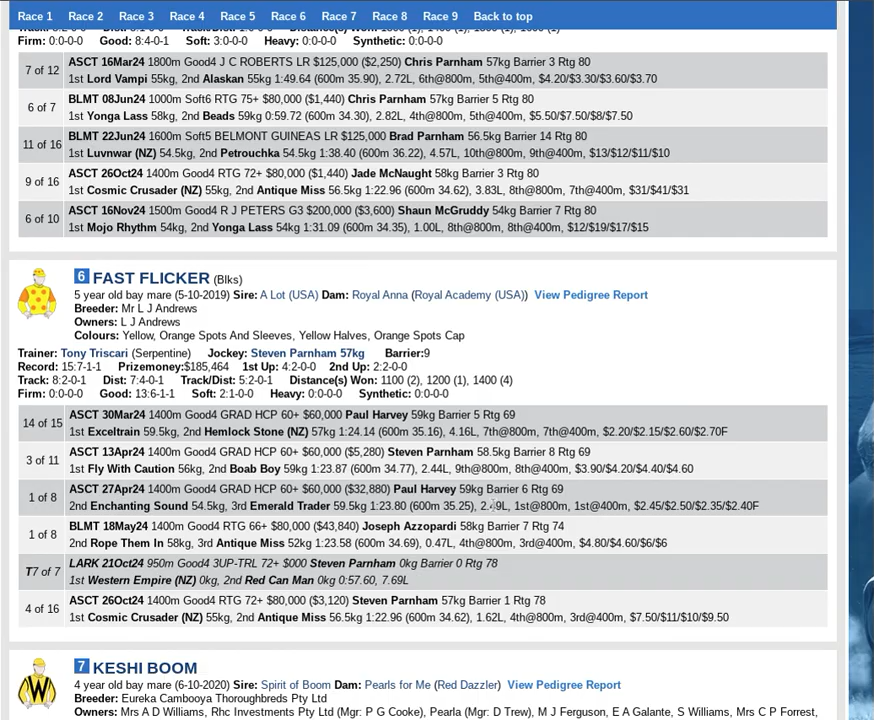 Race 1 Race 2 Race 3 Race 4 Race 5 Race 6 Race 7 Race 8 Race 9 Back to top
Firm: 0:0-0-0 Good: 8:4-0-1 Soft: 3:0-0-0 Heavy: 0:0-0-0 Synthetic: 0:0-0-0
7 of 12 ASCT 16Mar24 1800m Good4 J C ROBERTS LR $125,000 ($2,250) Chris Parnham 57kg Barrier 3 Rtg 80
1st Lord Vampi 55kg, 2nd Alaskan 55kg 1:49.64 (600m 35.90), 2.72L, 6th@800m, 5th@400m, $4.20/$3.30/$3.60/$3.70
6 of 7 BLMT 08Jun24 1000m Soft6 RTG 75+ $80,000 ($1,440) Chris Parnham 57kg Barrier 5 Rtg 80
1st Yonga Lass 58kg, 2nd Beads 59kg 0:59.72 (600m 34.30), 2.82L, 4th@800m, 5th@400m, $5.50/$7.50/$8/$7.50
11 of 16 BLMT 22Jun24 1600m Soft5 BELMONT GUINEAS LR $125,000 Brad Parnham 56.5kg Barrier 14 Rtg 80
1st Luvnwar (NZ) 54.5kg, 2nd Petrouchka 54.5kg 1:38.40 (600m 36.22), 4.57L, 10th@800m, 9th@400m, $13/$12/$11/$10
9 of 16 ASCT 26Oct24 1400m Good4 RTG 72+ $80,000 ($1,440) Jade McNaught 58kg Barrier 3 Rtg 80
1st Cosmic Crusader (NZ) 55kg, 2nd Antique Miss 56.5kg 1:22.96 (600m 34.62), 3.83L, 8th@800m, 7th@400m, $31/$41/$31
6 of 10 ASCT 16Nov24 1500m Good4 R J PETERS G3 $200,000 ($3,600) Shaun McGruddy 54kg Barrier 7 Rtg 80
1st Mojo Rhythm 54kg, 2nd Yonga Lass 54kg 1:31.09 (600m 34.35), 1.00L, 8th@800m, 8th@400m, $12/$19/$17/$15
6 FAST FLICKER (Blks)
5 year old bay mare (5-10-2019) Sire: A Lot (USA) Dam: Royal Anna (Royal Academy (USA)) View Pedigree Report
Breeder: Mr L J Andrews
Owners: L J Andrews
Colours: Yellow, Orange Spots And Sleeves, Yellow Halves, Orange Spots Cap
Trainer: Tony Triscari (Serpentine) Jockey: Steven Parnham 57kg Barrier:9
Record: 15:7-1-1 Prizemoney:$185,464 1st Up: 4:2-0-0 2nd Up: 2:2-0-0
Track: 8:2-0-1 Dist: 7:4-0-1 Track/Dist: 5:2-0-1 Distance(s) Won: 1100 (2), 1200 (1), 1400 (4)
Firm: 0:0-0-0 Good: 13:6-1-1 Soft: 2:1-0-0 Heavy: 0:0-0-0 Synthetic: 0:0-0-0
14 of 15 ASCT 30Mar24 1400m Good4 GRAD HCP 60+ $60,000 Paul Harvey 59kg Barrier 5 Rtg 69
1st Exceltrain 59.5kg, 2nd Hemlock Stone (NZ) 57kg 1:24.14 (600m 35.16), 4.16L, 7th@800m, 7th@400m, $2.20/$2.15/$2.60/$2.70F
3 of 11 ASCT 13Apr24 1400m Good4 GRAD HCP 60+ $60,000 ($5,280) Steven Parnham 58.5kg Barrier 8 Rtg 69
1st Fly With Caution 56kg, 2nd Boab Boy 59kg 1:23.87 (600m 34.77), 2.44L, 9th@800m, 8th@400m, $3.90/$4.20/$4.40/$4.60
1 of 8 ASCT 27Apr24 1400m Good4 GRAD HCP 60+ $60,000 ($32,880) Paul Harvey 59kg Barrier 6 Rtg 69
2nd Enchanting Sound 54.5kg, 3rd Emerald Trader 59.5kg 1:23.80 (600m 35.25), 1st@800m, 1st@400m, $2.45/$2.50/$2.35/$2.40F
1 of 8 BLMT 18May24 1400m Good4 RTG 66+ $80,000 ($43,840) Joseph Azzopardi 58kg Barrier 7 Rtg 74
2nd Rope Them In 58kg, 3rd Antique Miss 52kg 1:23.58 (600m 34.69), 0.47L, 4th@800m, 3rd@400m, $4.80/$4.60/$6/$6
T7 of 7 LARK 21Oct24 950m Good4 3UP-TRL 72+ $000 Steven Parnham 0kg Barrier 0 Rtg 78
1st Western Empire (NZ) 0kg, 2nd Red Can Man 0kg 0:57.60, 7.69L
4 of 16 ASCT 26Oct24 1400m Good4 RTG 72+ $80,000 ($3,120) Steven Parnham 57kg Barrier 1 Rtg 78
1st Cosmic Crusader (NZ) 55kg, 2nd Antique Miss 56.5kg 1:22.96 (600m 34.62), 1.62L, 4th@800m, 3rd@400m, $7.50/$11/$10/$9.50
7 KESHI BOOM
4 year old bay mare (6-10-2020) Sire: Spirit of Boom Dam: Pearls for Me (Red Dazzler) View Pedigree Report
Breeder: Eureka Cambooya Thoroughbreds Pty Ltd
Owners: Mrs A D Williams, Rhc Investments Pty Ltd (Mgr: P G Cooke), Pearla (Mgr: D Trew), M J Ferguson, E A Galante, S Williams, Mrs C P Forrest,